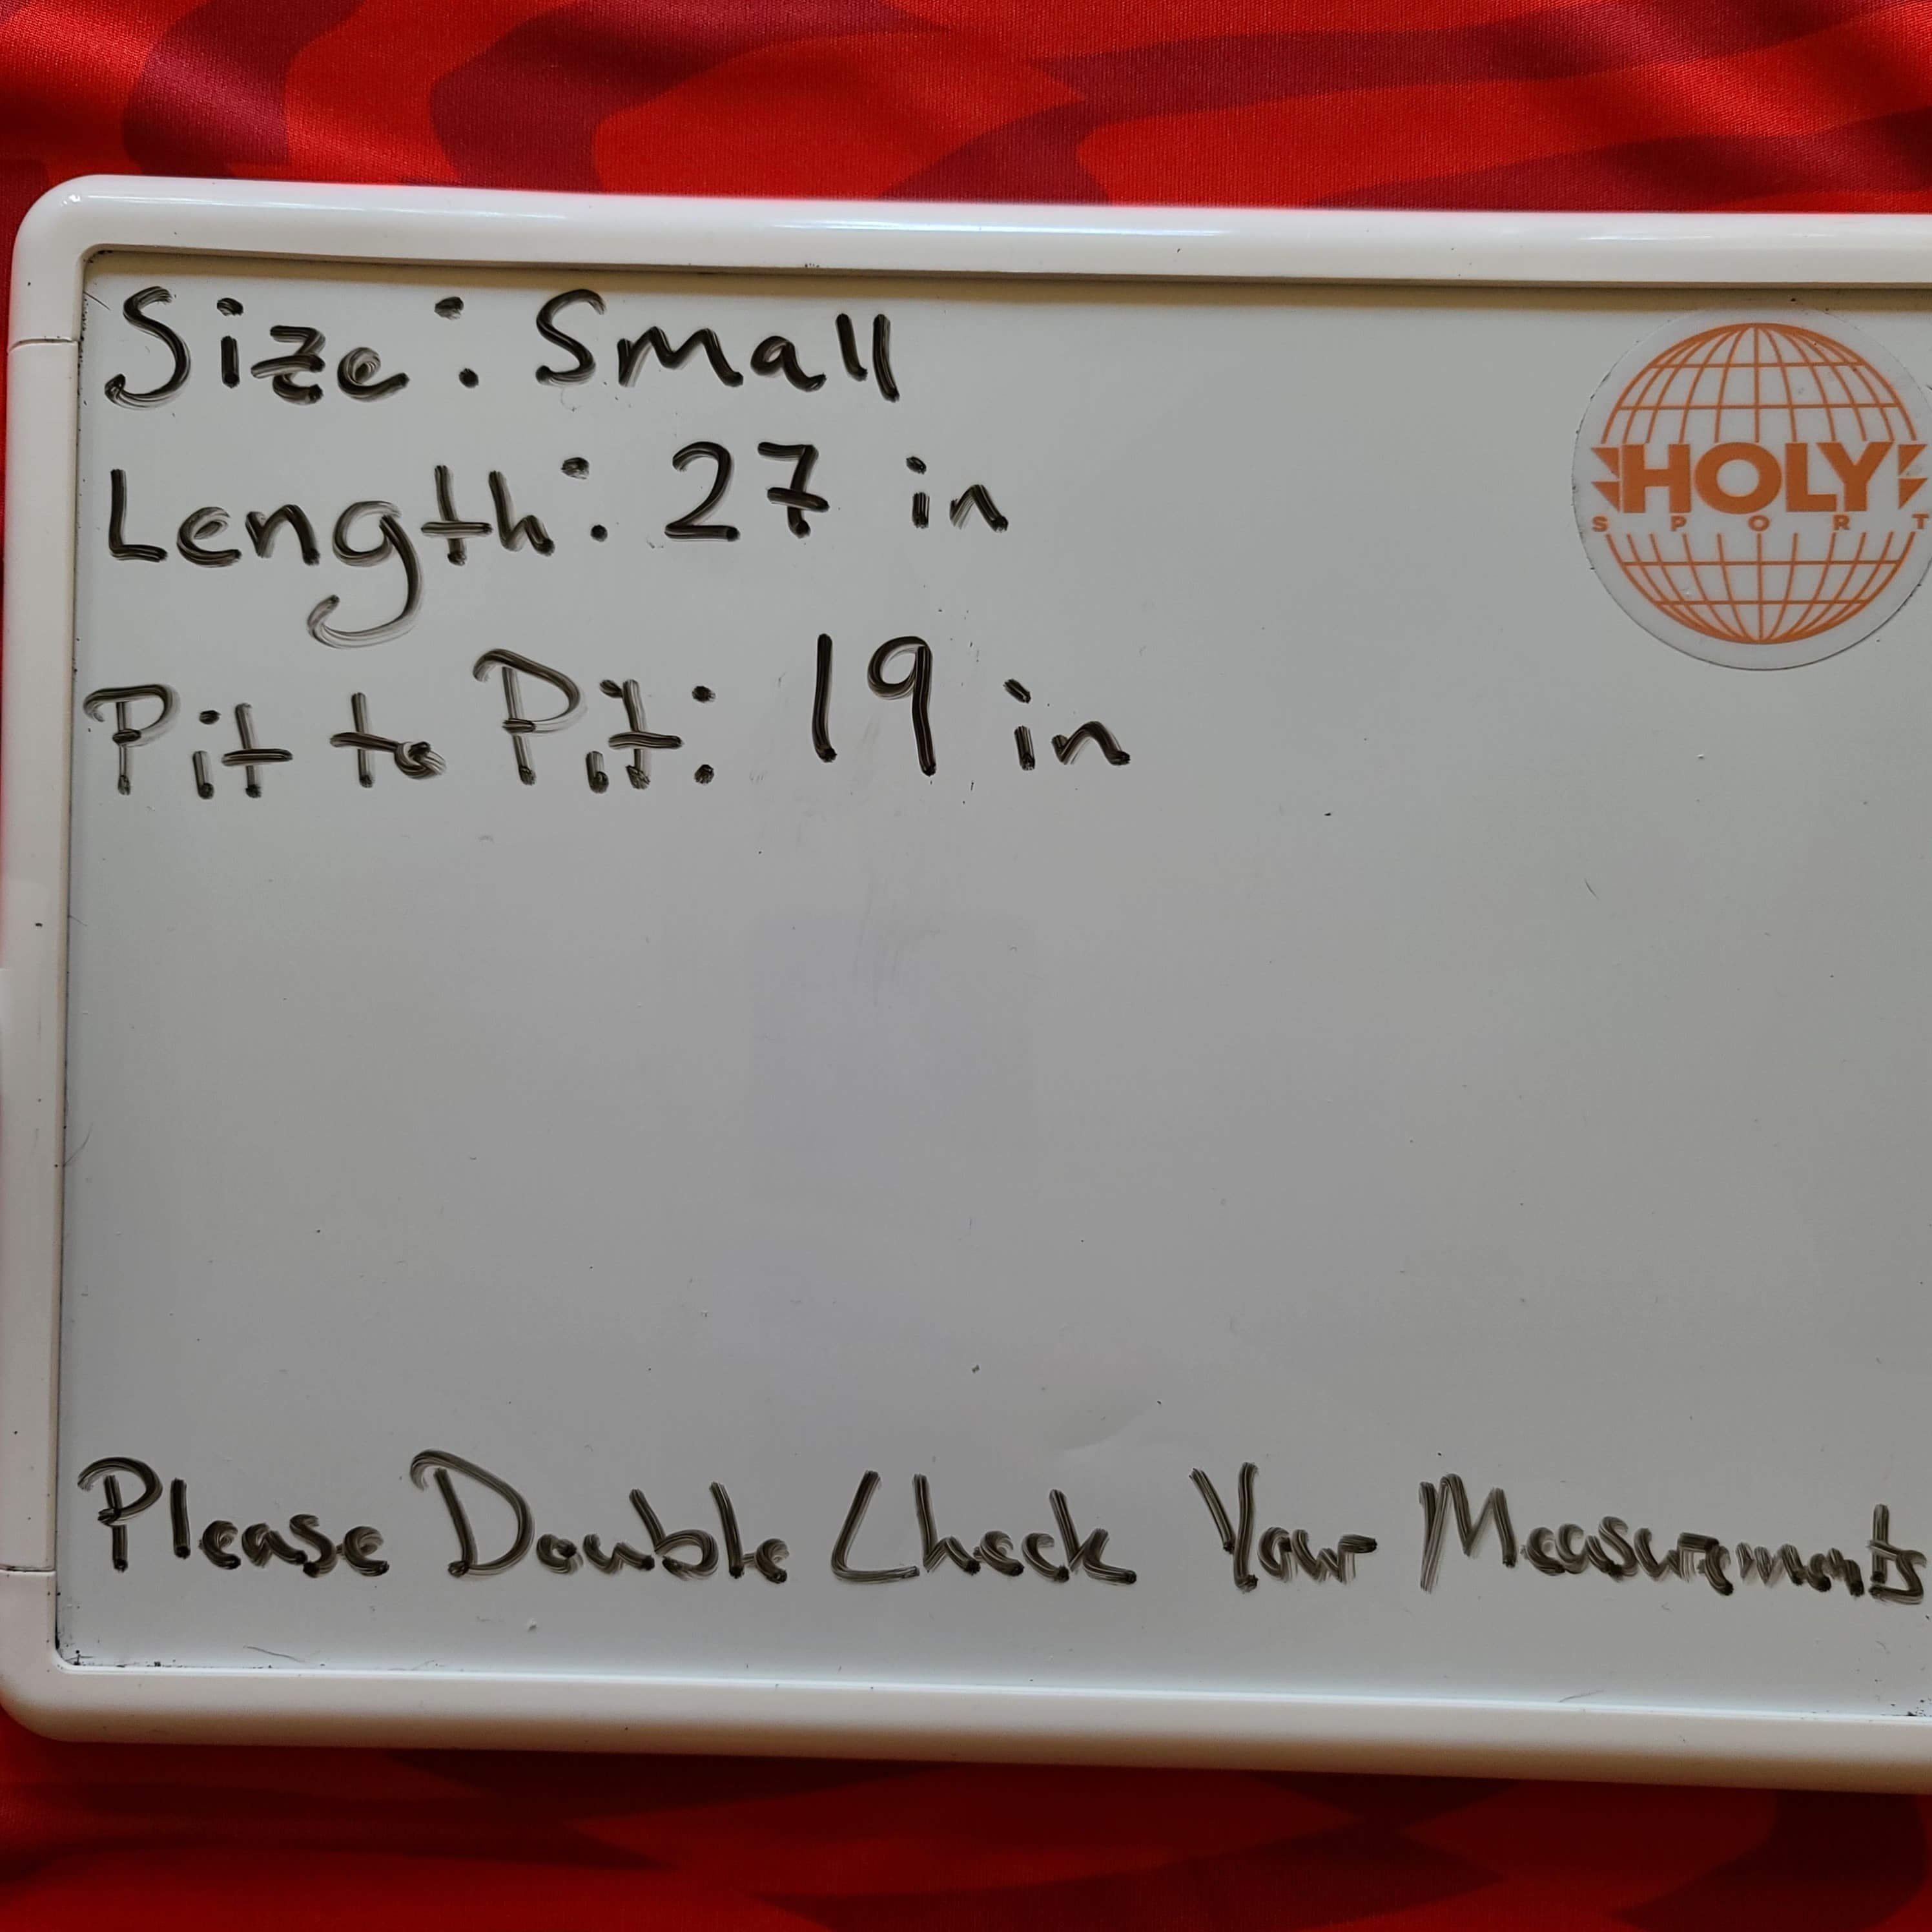 Size: Small
HOLY
SPORT
Length: 27 in
Pit to Pit: 19 in
Please Double Check Your Measurements